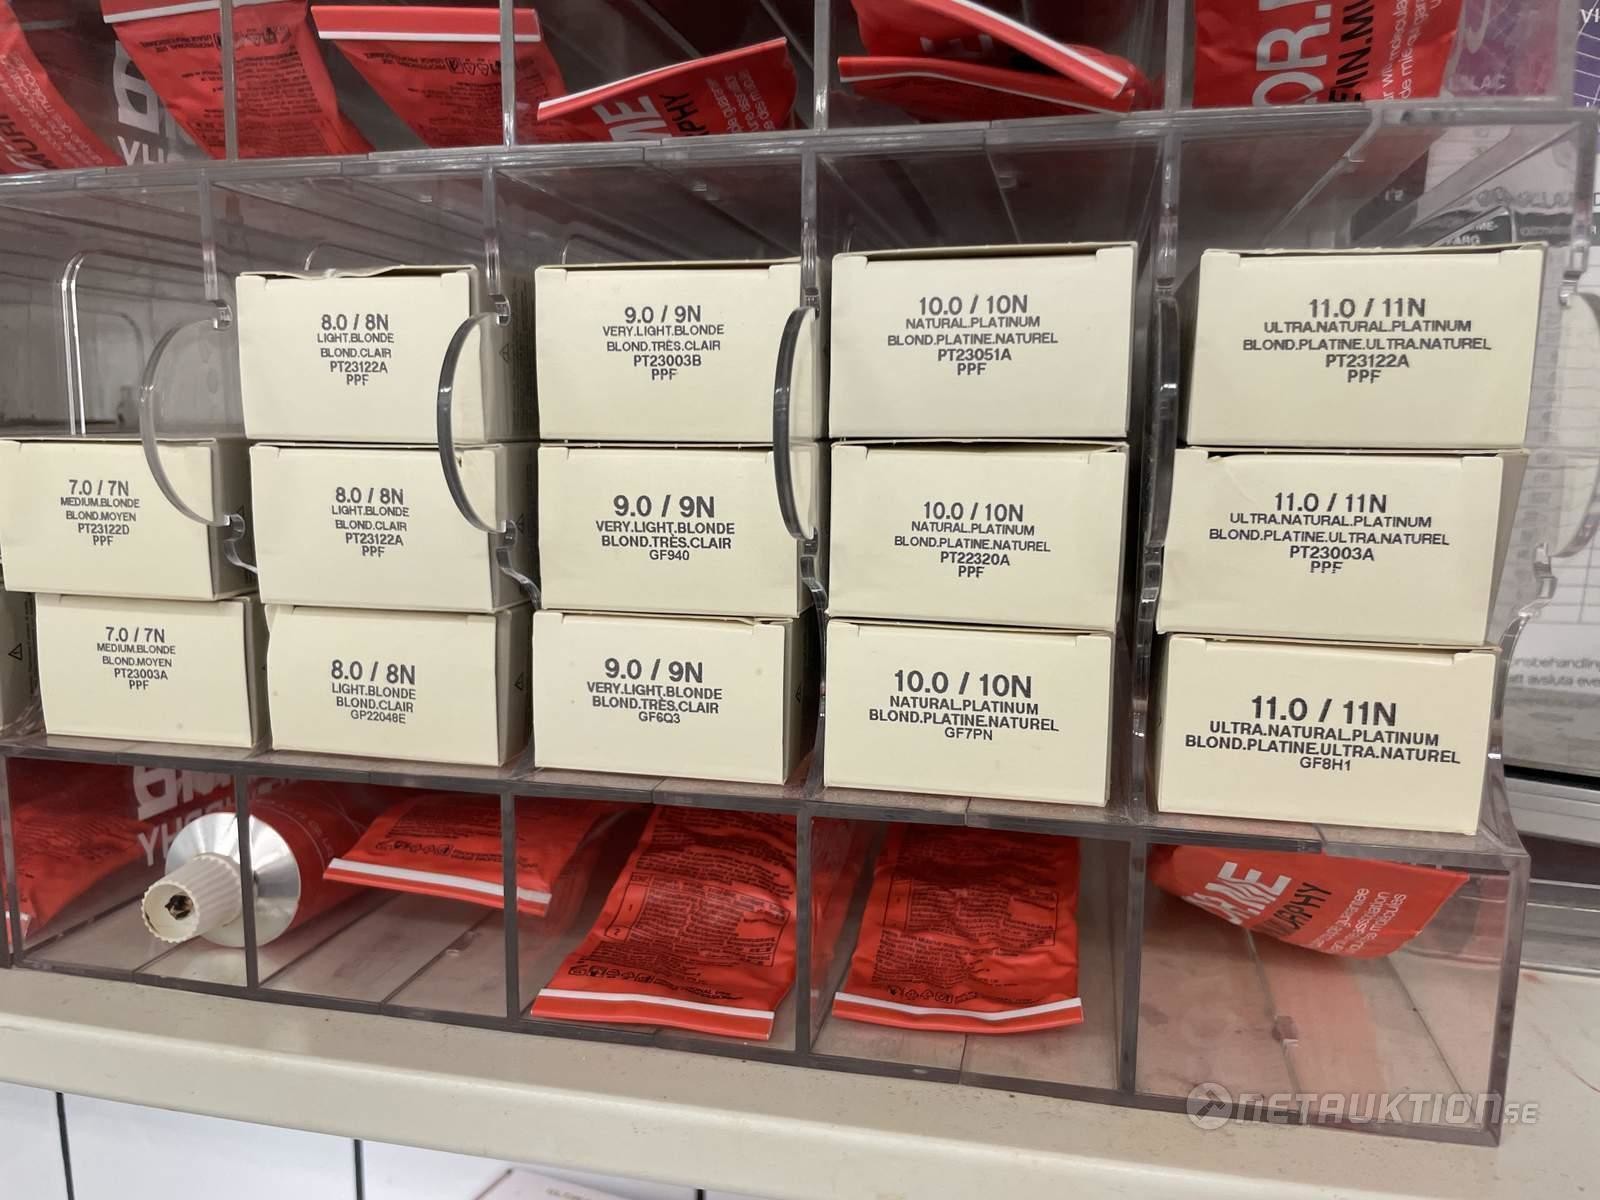 8.0 / 8N
LIGHT.BLONDE
BLOND.CLAIR
PT23122A
PPF
9.0 / 9N
VERY.LIGHT.BLONDE
BLOND.TRÈS.CLAIR
PT23003B
PPF
10.0 / 10N
NATURAL.PLATINUM
BLOND.PLATINE.NATUREL
PT23051A
PPF
11.0 / 11N
ULTRA.NATURAL.PLATINUM
BLOND.PLATINE.ULTRA.NATUREL
PT23122A
PPF
7.0 / 7N
MEDIUM.BLONDE
BLOND.MOYEN
PT23122D
PPF
8.0 / 8N
LIGHT.BLONDE
BLOND.CLAIR
PT23122A
PPF
9.0 / 9N
VERY.LIGHT.BLONDE
BLOND.TRÈS.CLAIR
GF940
10.0 / 10N
NATURAL.PLATINUM
BLOND.PLATINE.NATUREL
PT22320A
PPF
11.0 / 11N
ULTRA.NATURAL.PLATINUM
BLOND.PLATINE.ULTRA.NATUREL
PT23003A
PPF
7.0 / 7N
MEDIUM.BLONDE
BLOND.MOYEN
PT23003A
PPF
8.0 / 8N
LIGHT.BLONDE
BLOND.CLAIR
GP22048E
9.0 / 9N
VERY.LIGHT.BLONDE
BLOND.TRÈS.CLAIR
GF6Q3
10.0 / 10N
NATURAL.PLATINUM
BLOND.PLATINE.NATUREL
GF7PN
11.0 / 11N
ULTRA.NATURAL.PLATINUM
BLOND.PLATINE.ULTRA.NATUREL
GF8H1
MURPHY
NETAUKTION.SE